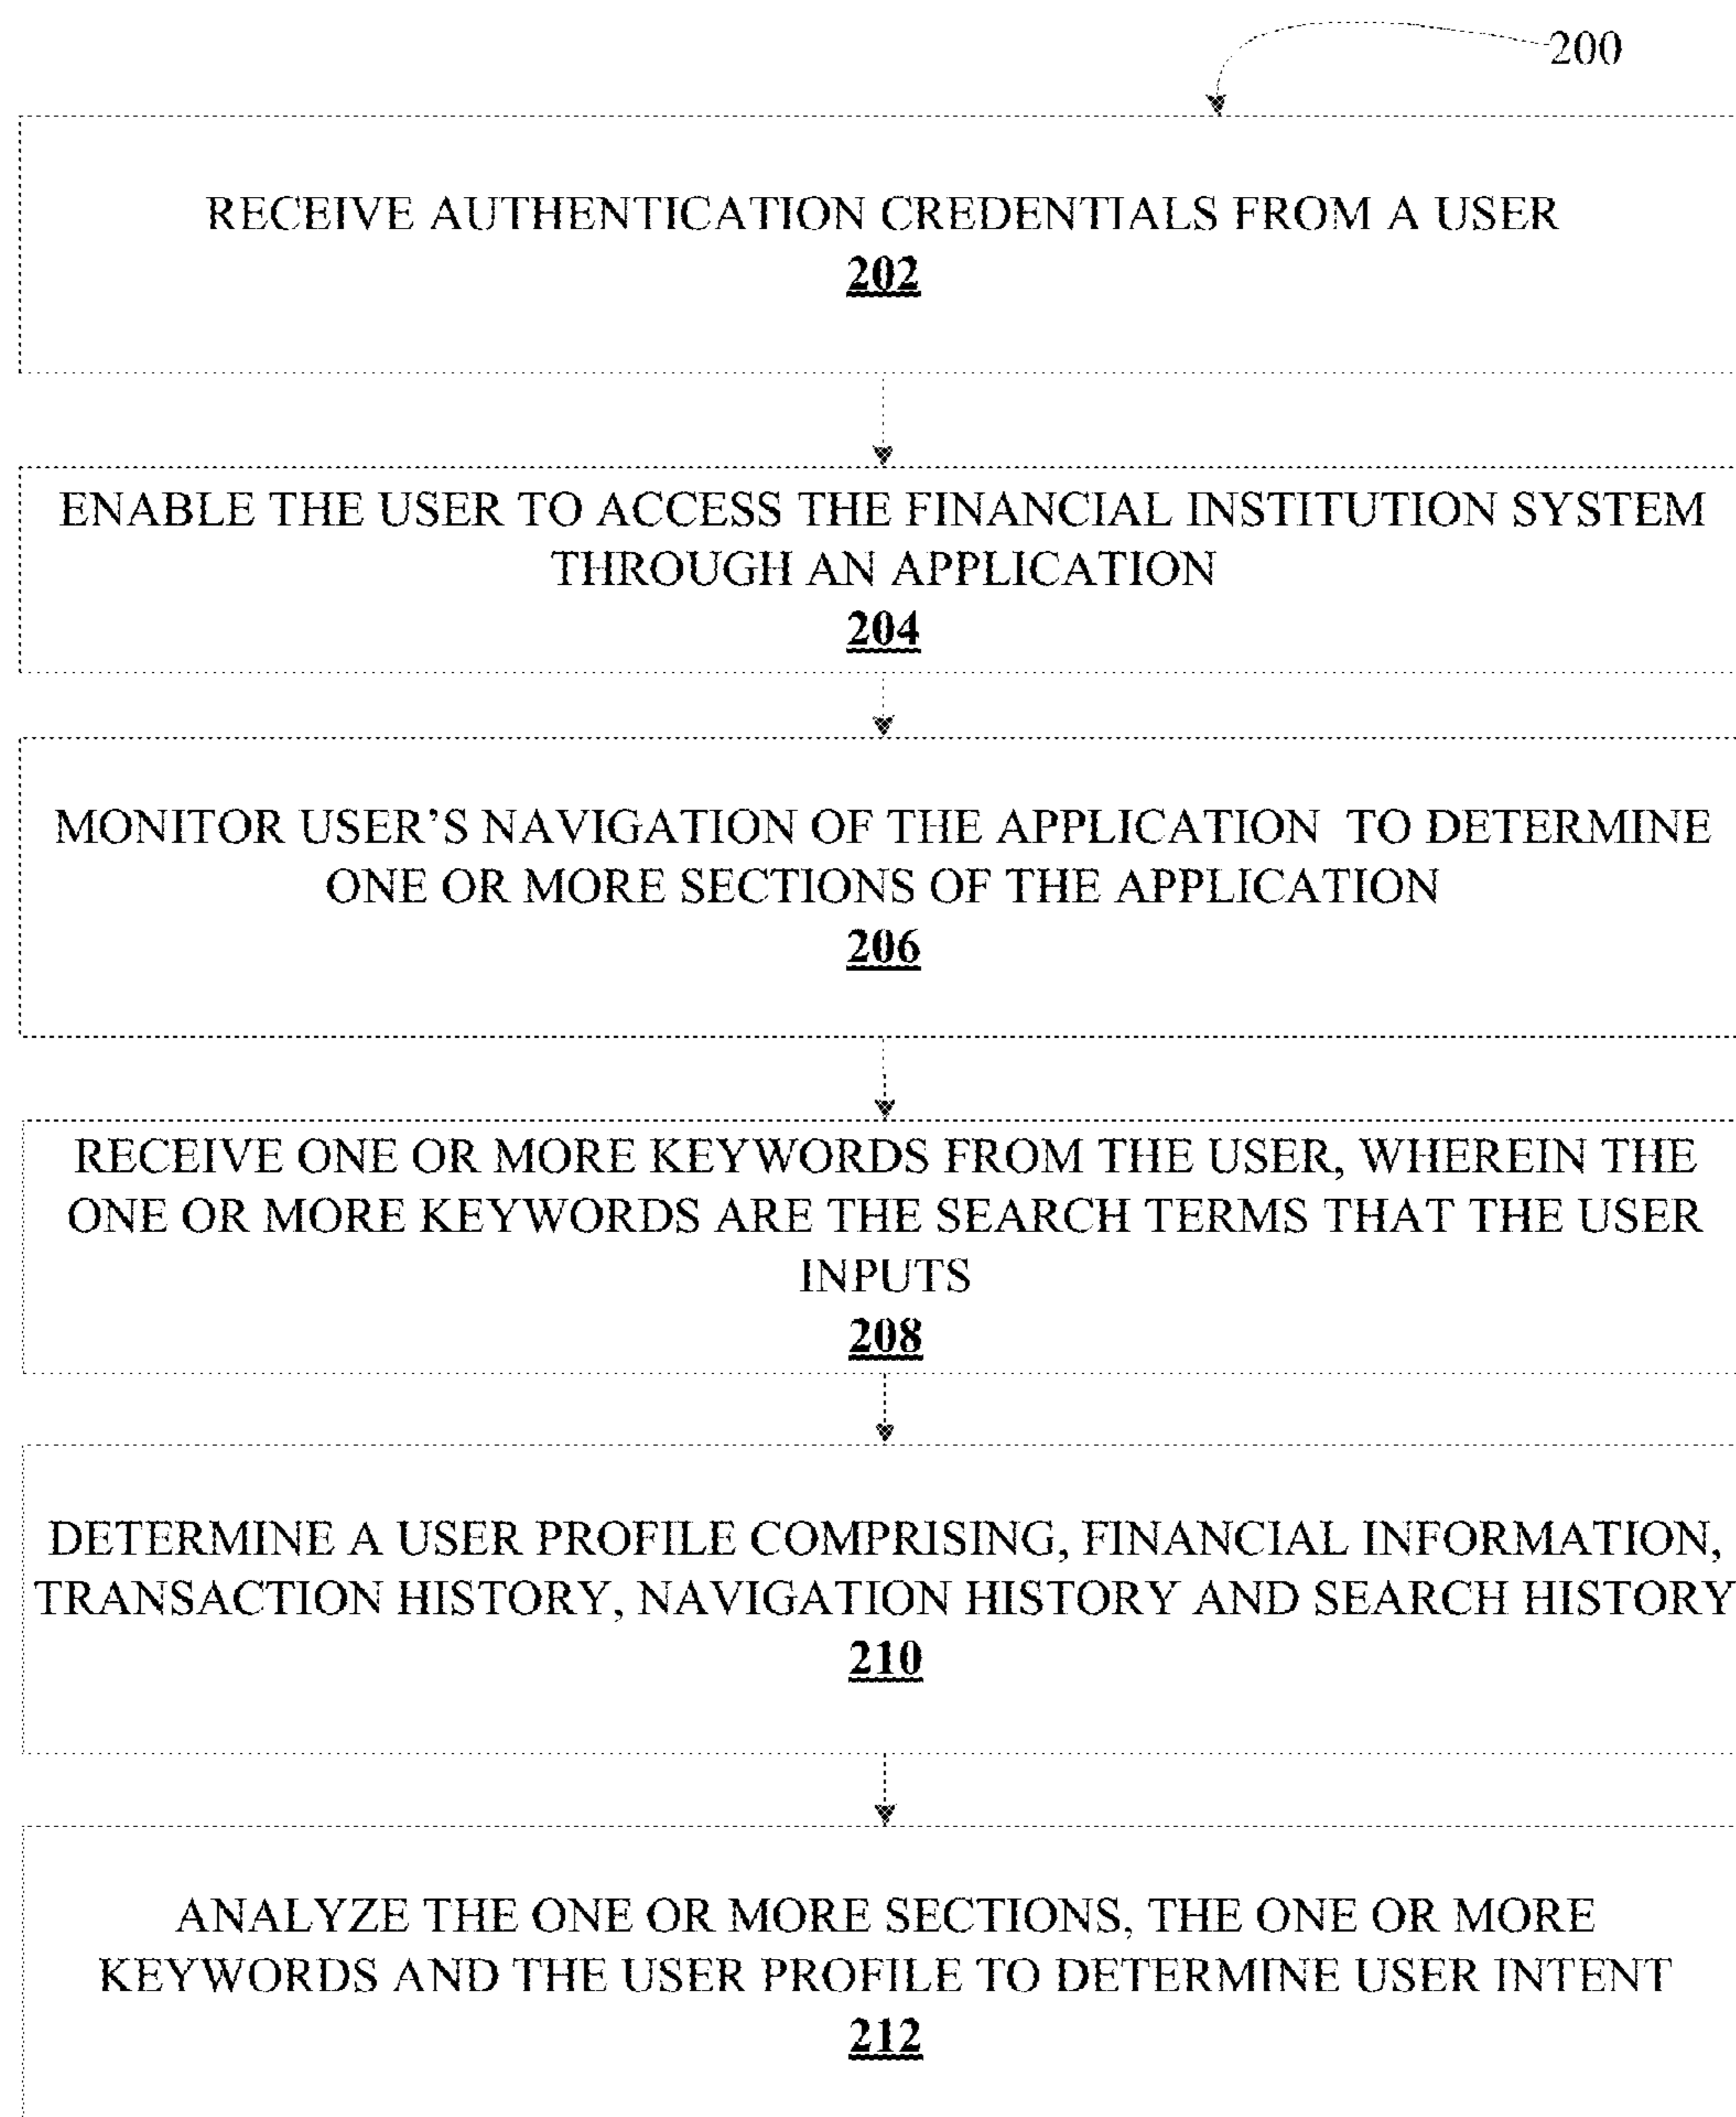 200
RECEIVE AUTHENTICATION CREDENTIALS FROM A USER
202
ENABLE THE USER TO ACCESS THE FINANCIAL INSTITUTION SYSTEM
THROUGH AN APPLICATION
204
MONITOR USER’S NAVIGATION OF THE APPLICATION TO DETERMINE
ONE OR MORE SECTIONS OF THE APPLICATION
206
RECEIVE ONE OR MORE KEYWORDS FROM THE USER, WHEREIN THE
ONE OR MORE KEYWORDS ARE THE SEARCH TERMS THAT THE USER
INPUTS
208
DETERMINE A USER PROFILE COMPRISING, FINANCIAL INFORMATION,
TRANSACTION HISTORY, NAVIGATION HISTORY AND SEARCH HISTORY
210
ANALYZE THE ONE OR MORE SECTIONS, THE ONE OR MORE
KEYWORDS AND THE USER PROFILE TO DETERMINE USER INTENT
212